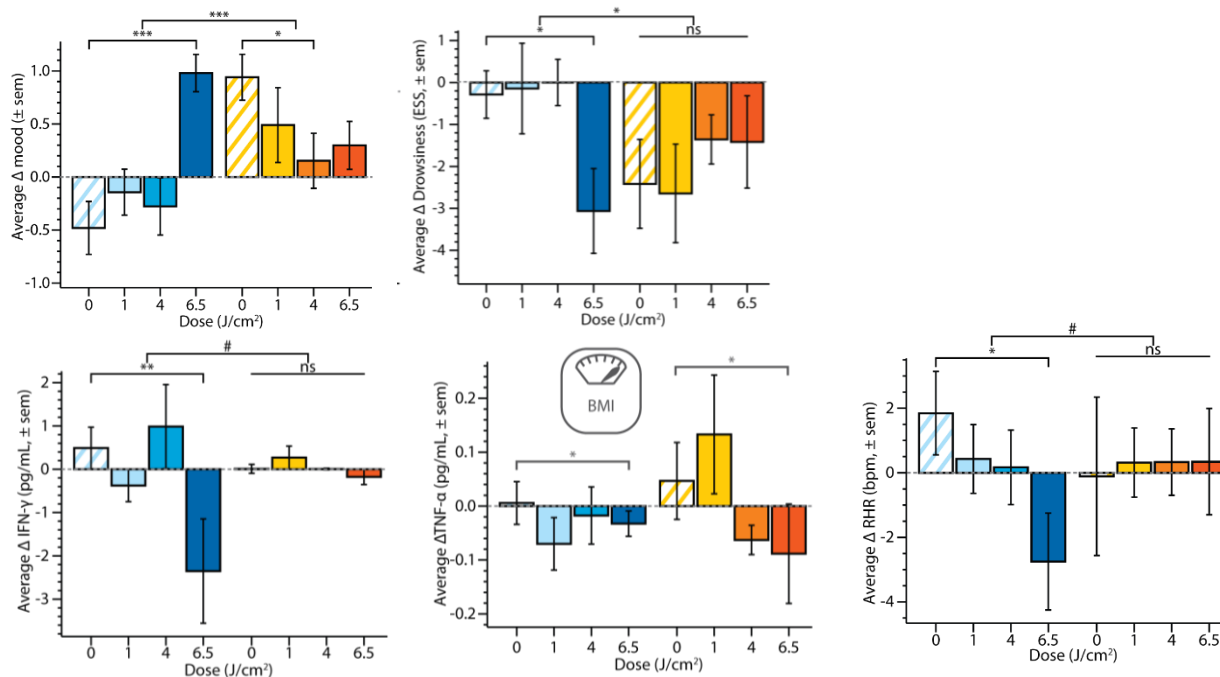 ***
***
*
Average Δ mood (± sem)
1.0
0.5
0.0
-0.5
-1.0
0 1 4 6.5 0 1 4 6.5
Dose (J/cm²)
*
*
ns
Average Δ Drowsiness (ESS, ± sem)
1
0
-1
-2
-3
-4
0 1 4 6.5 0 1 4 6.5
Dose (J/cm²)
#
**
ns
Average Δ IFN-γ (pg/mL, ± sem)
2
1
0
-1
-2
-3
0 1 4 6.5 0 1 4 6.5
Dose (J/cm²)
BMI
*
*
Average ΔTNF-α (pg/mL, ± sem)
0.2
0.1
0.0
-0.1
-0.2
0 1 4 6.5 0 1 4 6.5
Dose (J/cm²)
#
*
ns
Average Δ RHR (bpm, ± sem)
2
0
-2
-4
0 1 4 6.5 0 1 4 6.5
Dose (J/cm²)